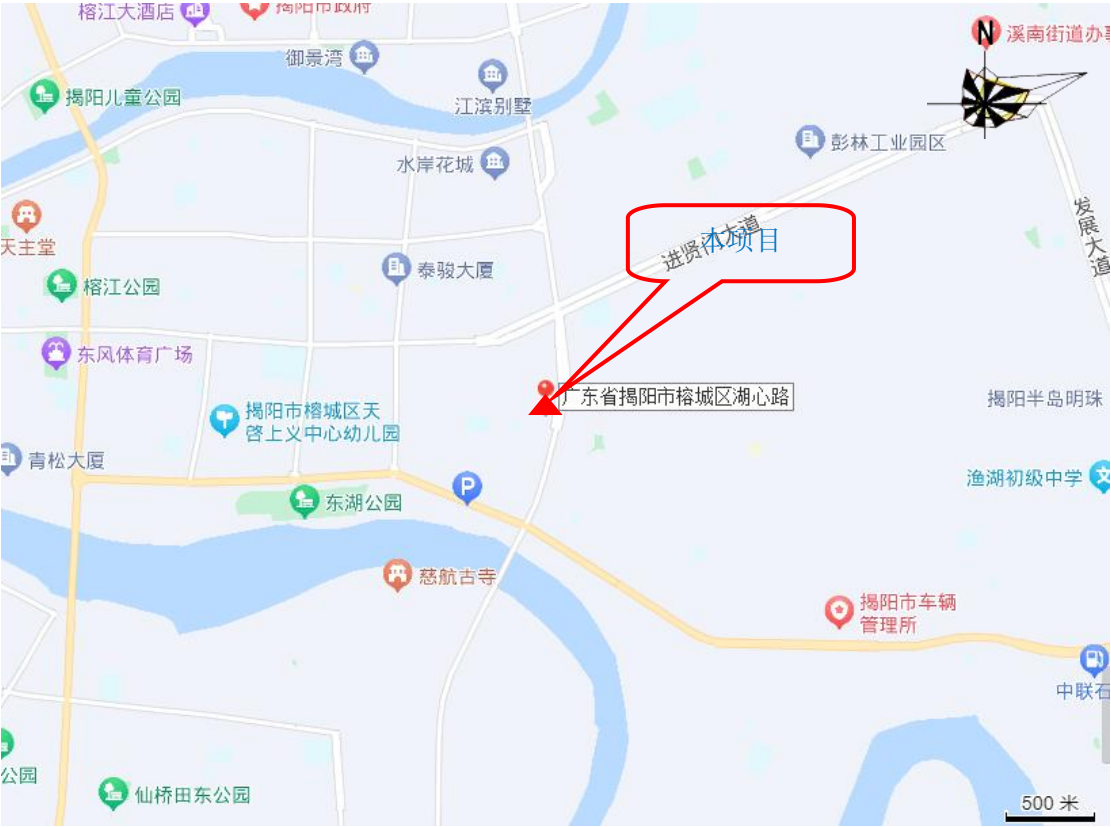 榕江大酒店
揭阳市政府
N
溪南街道办事
御景湾
揭阳儿童公园
江滨别墅
彭林工业园区
水岸花城
发展大道
天主堂
进贤门大道
本项目
泰骏大厦
榕江公园
东风体育广场
广东省揭阳市榕城区湖心路
揭阳半岛明珠
揭阳市榕城区天
啓上义中心幼儿园
青松大厦
渔湖初级中学
文
P
东湖公园
慈航古寺
揭阳市车辆
管理所
中联石
公园
仙桥田东公园
500 米